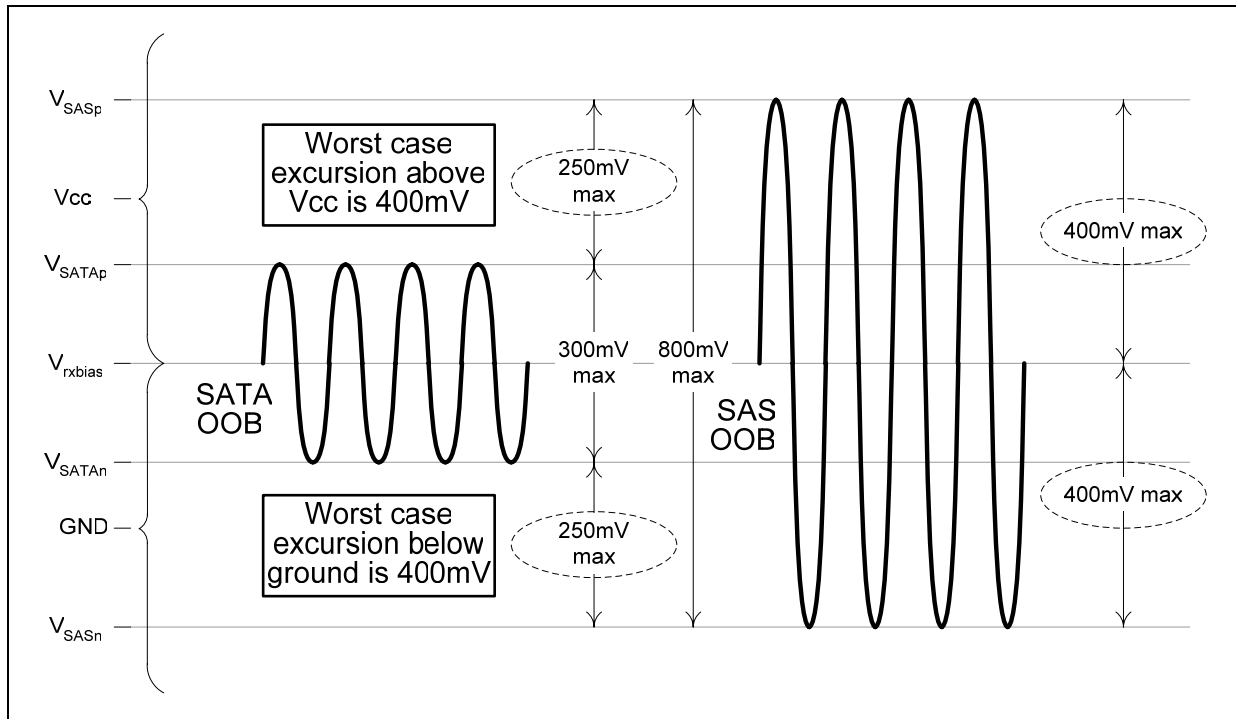 V_SASp
Vcc
V_SATAp
V_rxbias
V_SATAn
GND
V_SASn
Worst case
excursion above
Vcc is 400mV
SATA
OOB
Worst case
excursion below
ground is 400mV
250mV
max
300mV
max
250mV
max
800mV
max
SAS
OOB
400mV max
400mV max